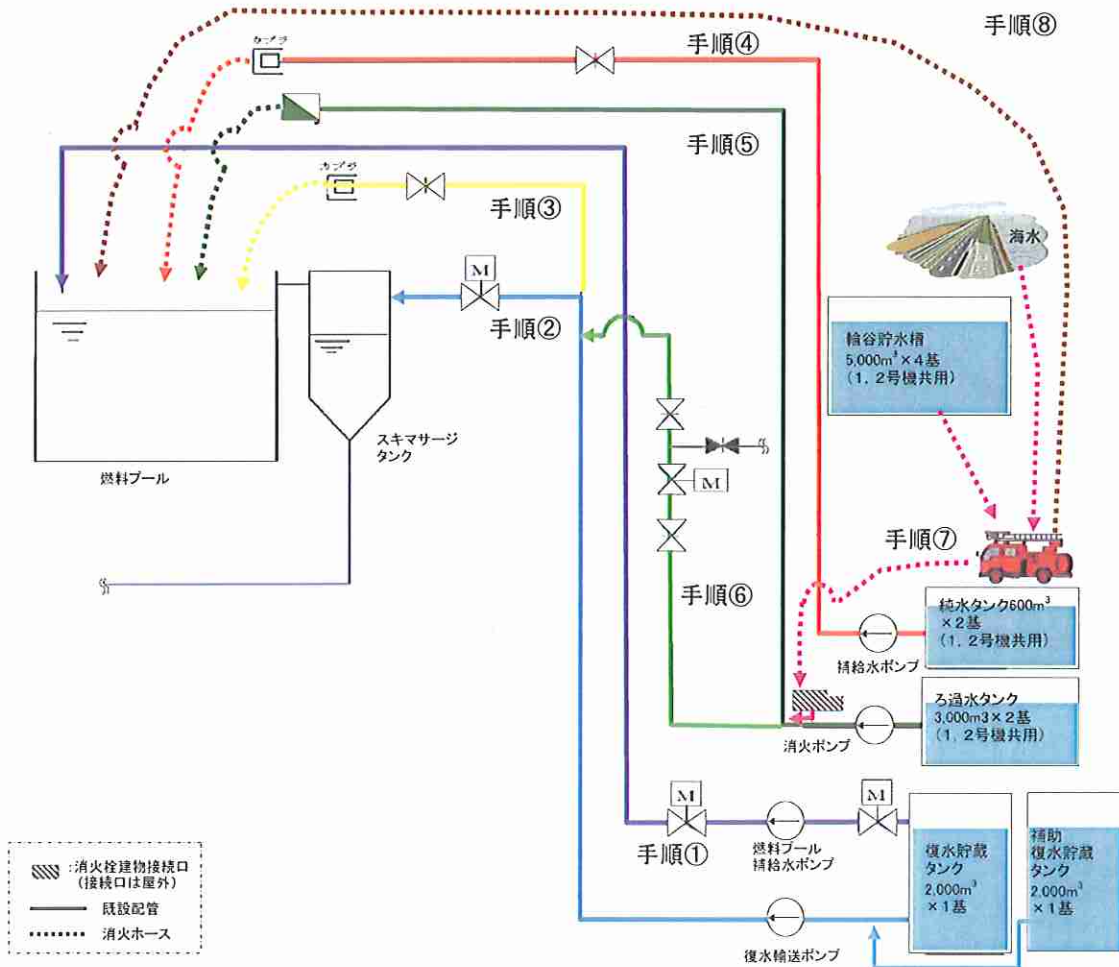 手順⑧
カプラ
手順④
手順⑤
カプラ
手順③
海水
M
手順②
輪谷貯水槽
5,000m³×4基
(1, 2号機共用)
スキマサージ
タンク
燃料プール
M
手順⑦
手順⑥
純水タンク600m³
×2基
(1, 2号機共用)
補給水ポンプ
ろ過水タンク
3,000m3×2基
(1, 2号機共用)
消火ポンプ
M
M
手順①
燃料プール
補給水ポンプ
復水貯蔵
タンク
2,000m³
×1基
補助
復水貯蔵
タンク
2,000m³
×1基
復水輸送ポンプ
:消火栓建物接続口
(接続口は屋外)
既設配管
消火ホース